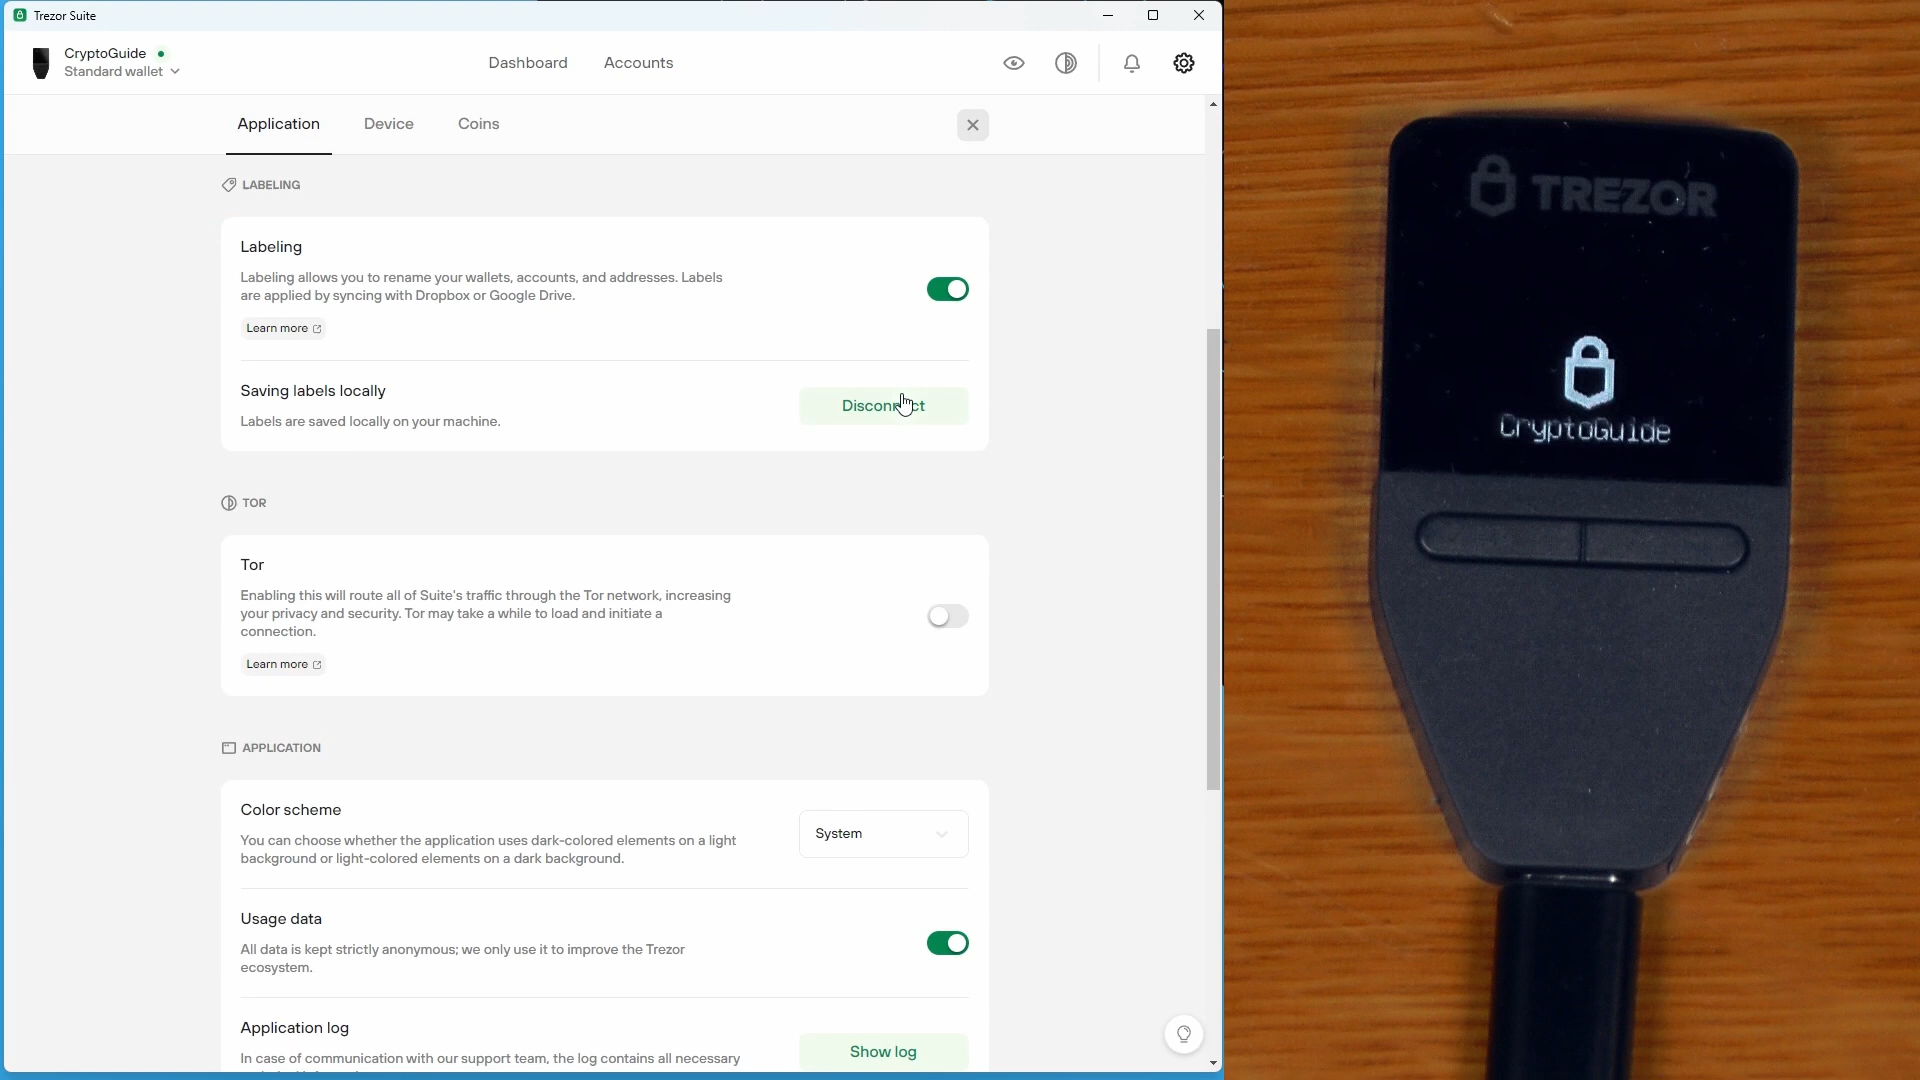 Trezor Suite
CryptoGuide
Standard wallet
Dashboard
Accounts
Application
Device
Coins
LABELING
Labeling
Labeling allows you to rename your wallets, accounts, and addresses. Labels
are applied by syncing with Dropbox or Google Drive.
Learn more
Saving labels locally
Labels are saved locally on your machine.
Disconnect
TOR
Tor
Enabling this will route all of Suite's traffic through the Tor network, increasing
your privacy and security. Tor may take a while to load and initiate a
connection.
Learn more
APPLICATION
Color scheme
You can choose whether the application uses dark-colored elements on a light
background or light-colored elements on a dark background.
System
Usage data
All data is kept strictly anonymous; we only use it to improve the Trezor
ecosystem.
Application log
In case of communication with our support team, the log contains all necessary
Show log
TREZOR
CryptoGuide